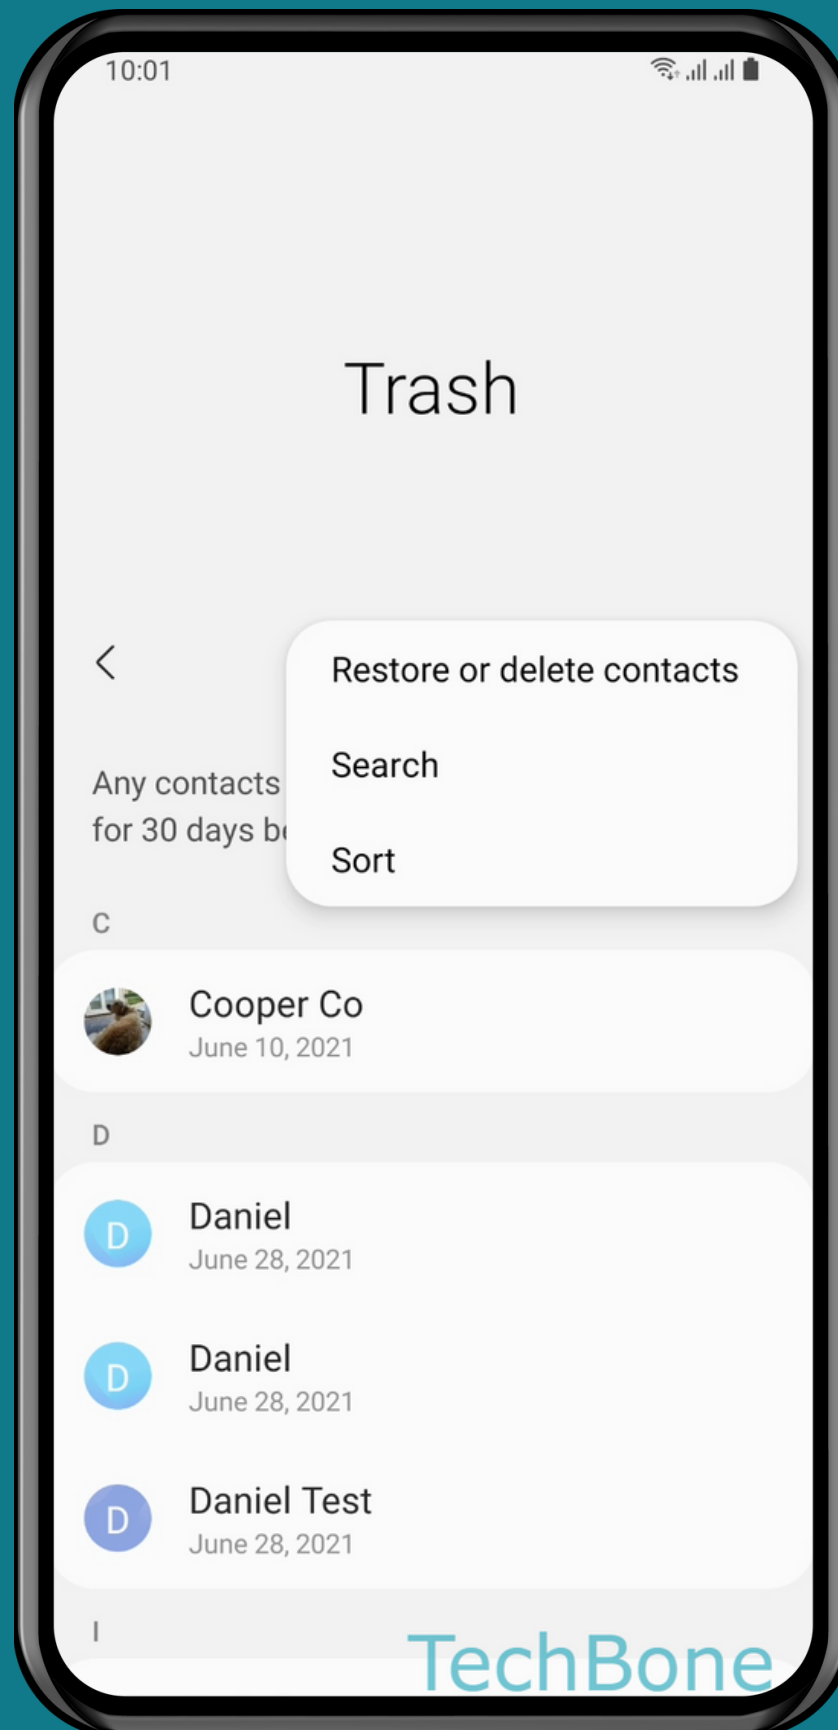 10:01
Trash
Restore or delete contacts
Search
Sort
Any contacts
for 30 days
C
Cooper Co
June 10, 2021
D
D
Daniel
June 28, 2021
D
Daniel
June 28, 2021
D
Daniel Test
June 28, 2021
I
TechBone